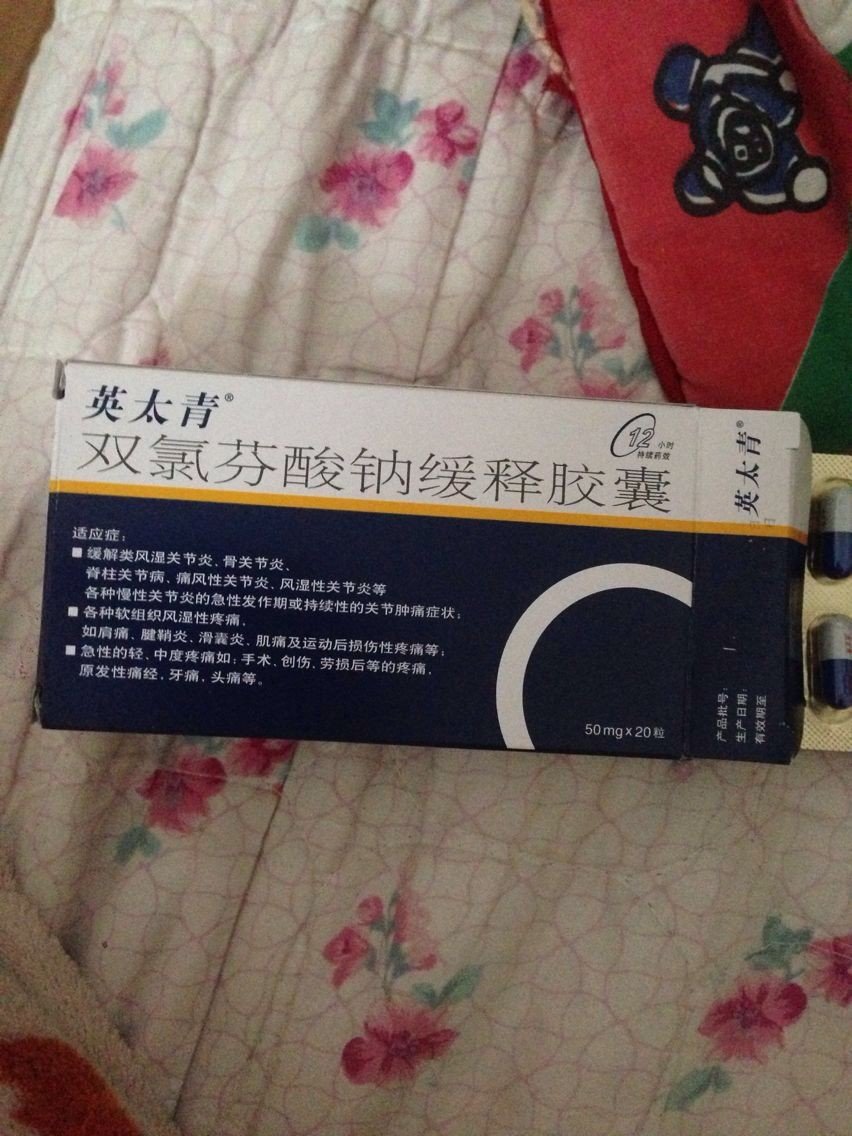 英太青®
12 小时
持续药效
双氯芬酸钠缓释胶囊
适应症：
■ 缓解类风湿关节炎、骨关节炎、
脊柱关节病、痛风性关节炎、风湿性关节炎等
各种慢性关节炎的急性发作期或持续性的关节肿痛症状；
■ 各种软组织风湿性疼痛，
如肩痛、腱鞘炎、滑囊炎、肌痛及运动后损伤性疼痛等；
■ 急性的轻、中度疼痛如：手术、创伤、劳损后等的疼痛，
原发性痛经，牙痛，头痛等。
50mg×20粒
英太青®
产品批号：
生产日期：
有效期至